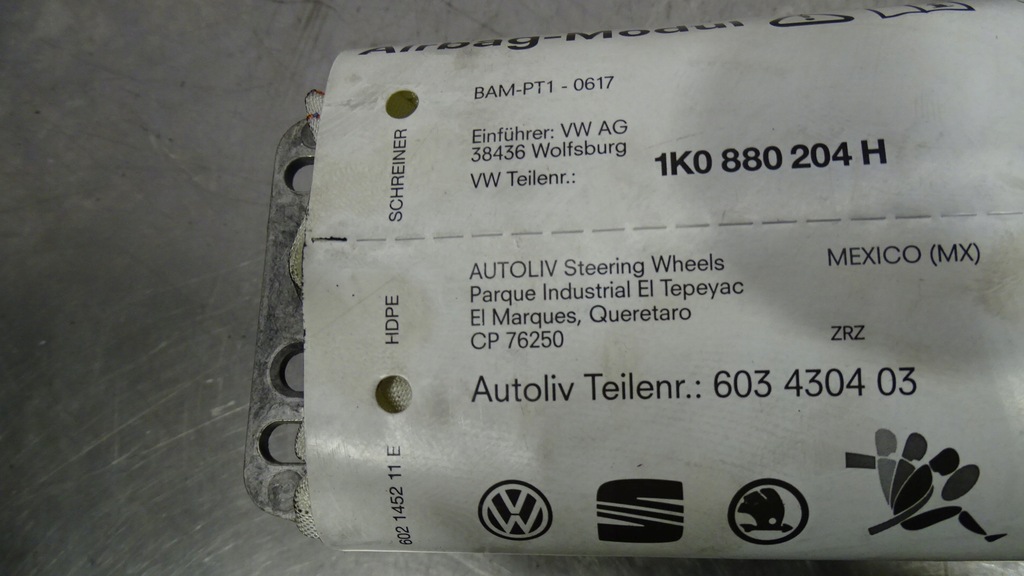 Airbag-Modul
BAM-PT1 - 0617
Einführer: VW AG
38436 Wolfsburg
VW Teilenr.:
1K0 880 204 H
SCHREINER
AUTOLIV Steering Wheels
Parque Industrial El Tepeyac
El Marques, Queretaro
CP 76250
MEXICO (MX)
ZRZ
HDPE
Autoliv Teilenr.: 603 4304 03
602 1452 11 E